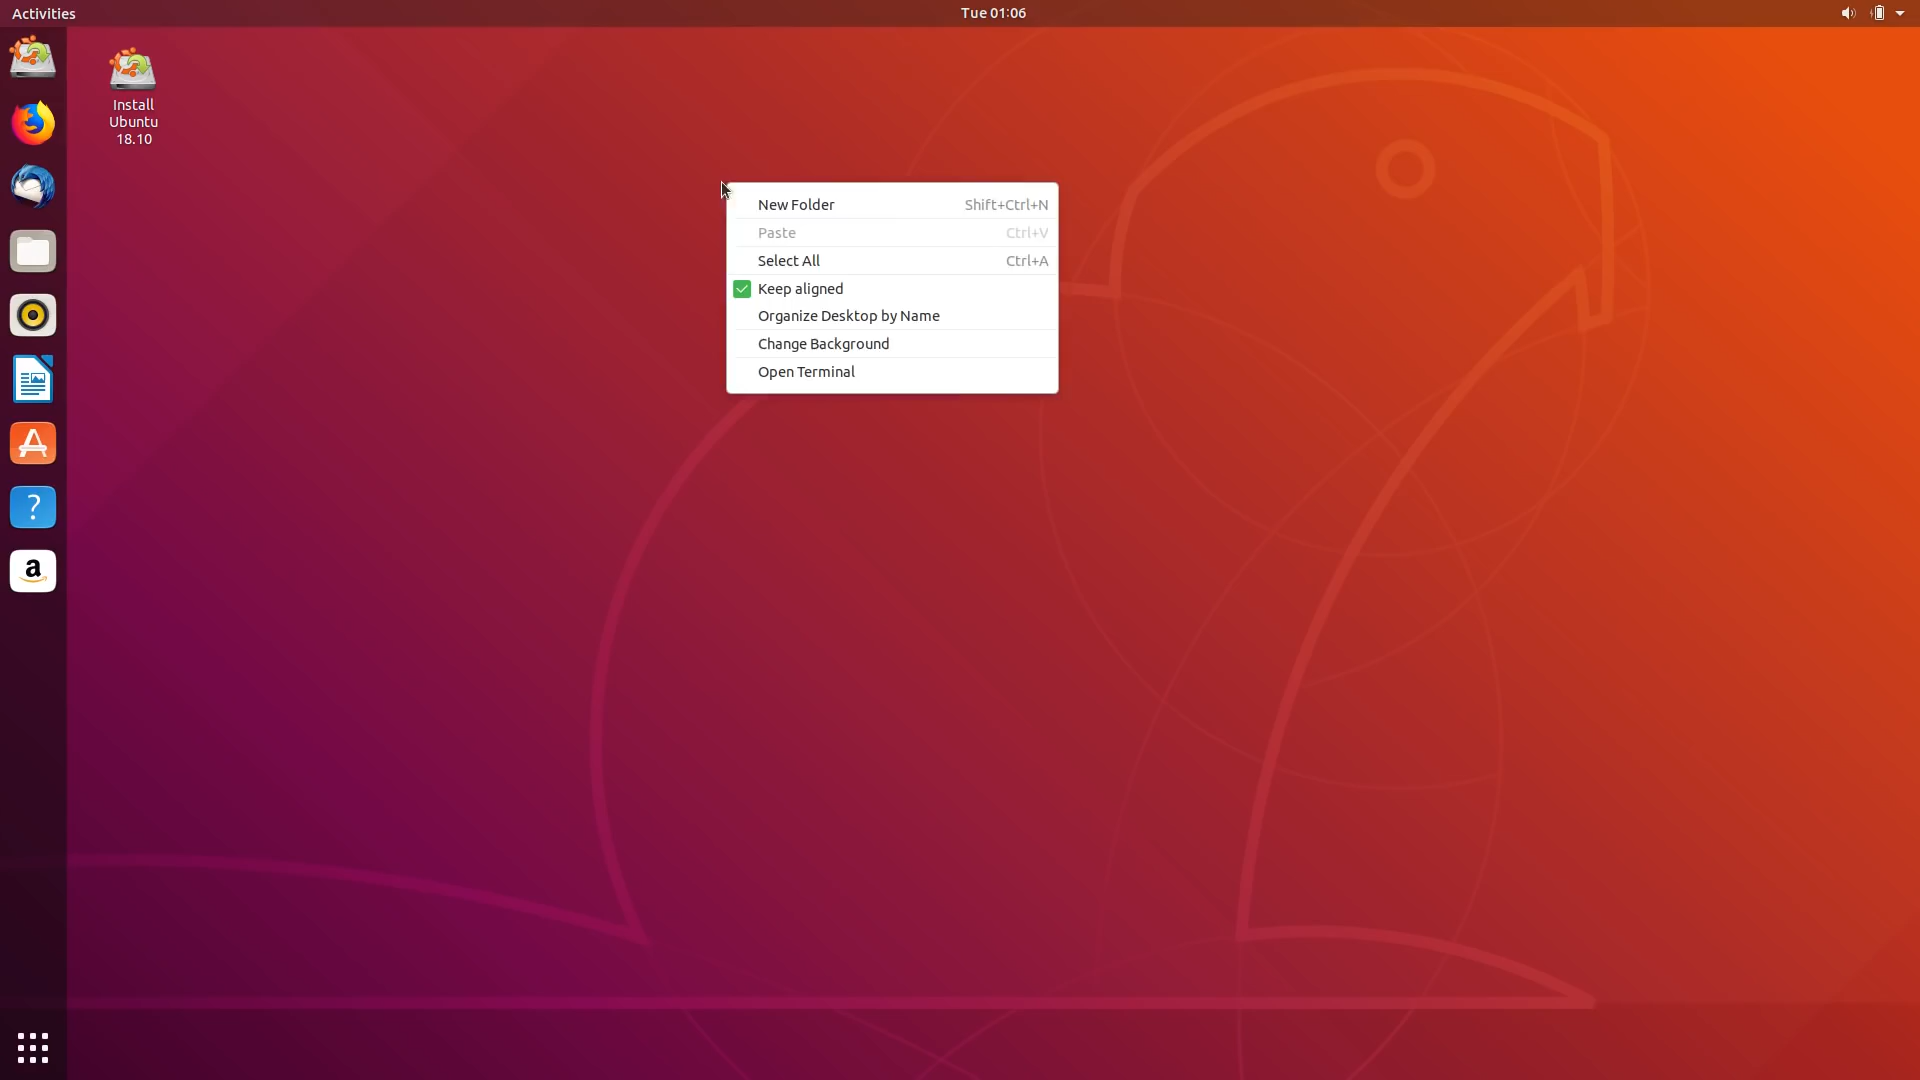 Activities
Tue 01:06
Install
Ubuntu
18.10
New Folder Shift+Ctrl+N
Paste Ctrl+V
Select All Ctrl+A
Keep aligned
Organize Desktop by Name
Change Background
Open Terminal
?
a